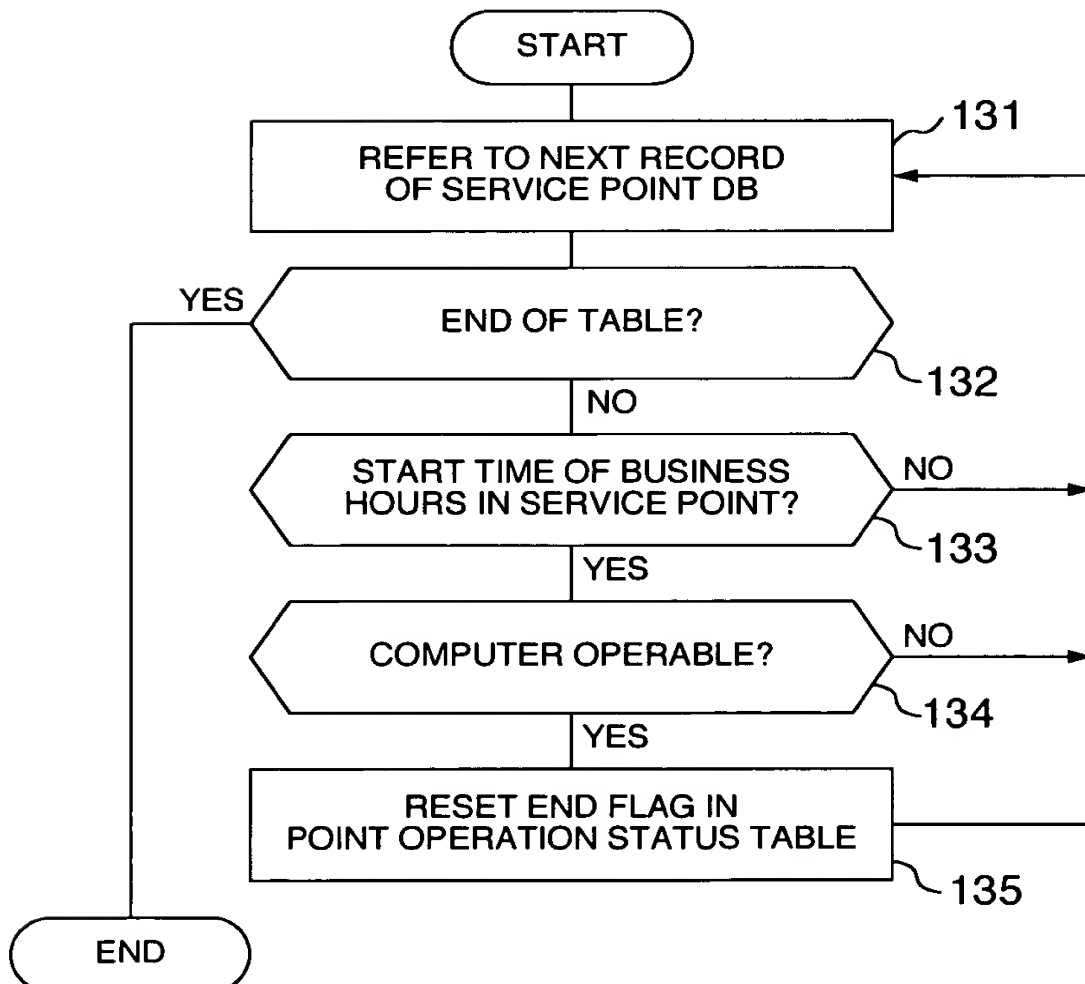 START
131
REFER TO NEXT RECORD
OF SERVICE POINT DB
YES
END OF TABLE?
132
NO
START TIME OF BUSINESS
HOURS IN SERVICE POINT?
NO
133
YES
COMPUTER OPERABLE?
NO
134
YES
RESET END FLAG IN
POINT OPERATION STATUS TABLE
135
END